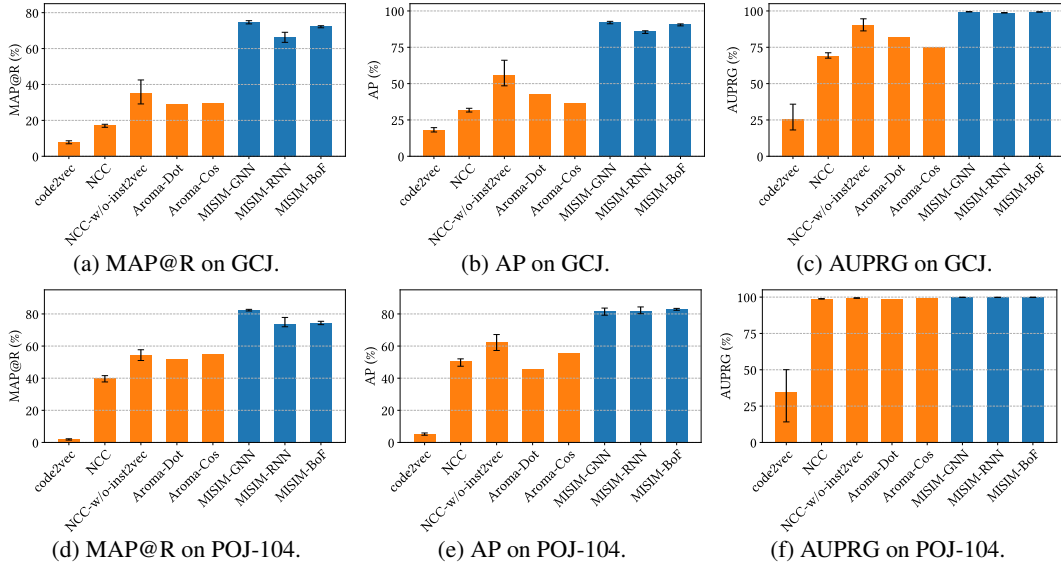 MAP@R (%)
80
60
40
20
0
code2vec
NCC
NCC-w/o-inst2vec
Aroma-Dot
Aroma-Cos
MISIM-GNN
MISIM-RNN
MISIM-BoF
(a) MAP@R on GCJ.
AP (%)
100
75
50
25
0
code2vec
NCC
NCC-w/o-inst2vec
Aroma-Dot
Aroma-Cos
MISIM-GNN
MISIM-RNN
MISIM-BoF
(b) AP on GCJ.
AUPRG (%)
100
75
50
25
0
code2vec
NCC
NCC-w/o-inst2vec
Aroma-Dot
Aroma-Cos
MISIM-GNN
MISIM-RNN
MISIM-BoF
(c) AUPRG on GCJ.
MAP@R (%)
80
60
40
20
0
code2vec
NCC
NCC-w/o-inst2vec
Aroma-Dot
Aroma-Cos
MISIM-GNN
MISIM-RNN
MISIM-BoF
(d) MAP@R on POJ-104.
AP (%)
80
60
40
20
0
code2vec
NCC
NCC-w/o-inst2vec
Aroma-Dot
Aroma-Cos
MISIM-GNN
MISIM-RNN
MISIM-BoF
(e) AP on POJ-104.
AUPRG (%)
100
75
50
25
0
code2vec
NCC
NCC-w/o-inst2vec
Aroma-Dot
Aroma-Cos
MISIM-GNN
MISIM-RNN
MISIM-BoF
(f) AUPRG on POJ-104.